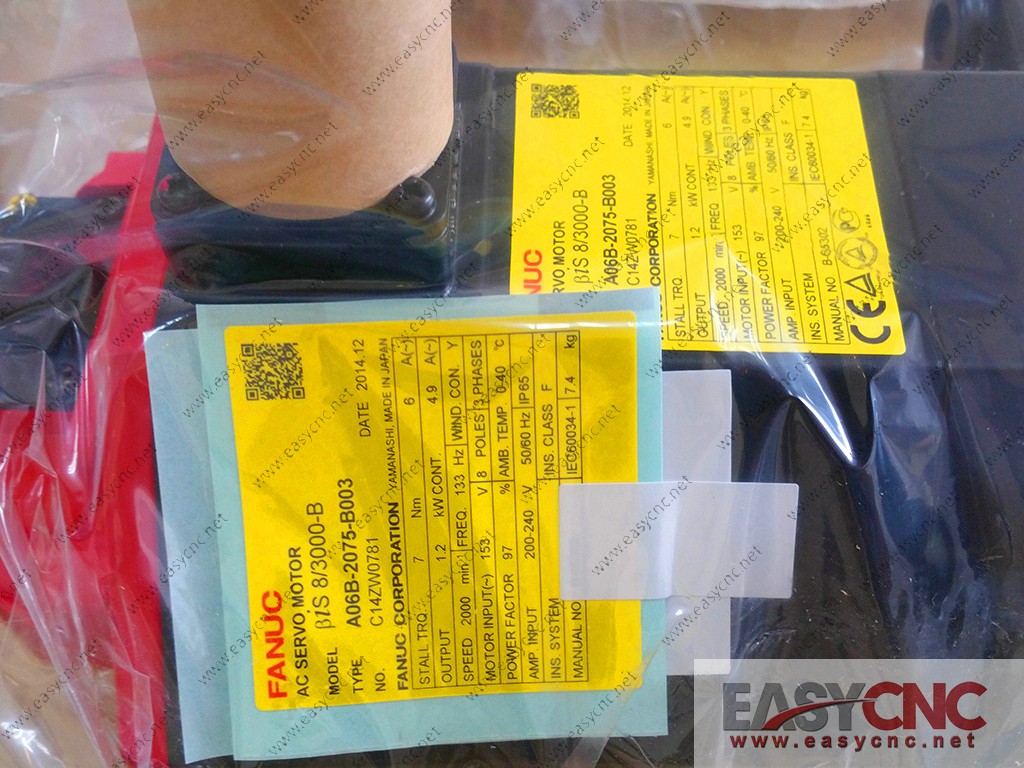 FANUC
AC SERVO MOTOR
MODEL βiS 8/3000-B
TYPE A06B-2075-B003
NO. C14ZW0781 DATE 2014.12
FANUC CORPORATION YAMANASHI, MADE IN JAPAN
STALL TRQ. 7 Nm 6 A(~)
OUTPUT 1.2 kW CONT. 4.9 A(~)
SPEED 2000 min FREQ. 133 Hz WIND. CON. Y
MOTOR INPUT(~) 153 V 8 POLES 3 PHASES
POWER FACTOR 97 % AMB. TEMP. 0-40 ℃
AMP INPUT 200-240 V 50/60 Hz IP65
INS. SYSTEM INS. CLASS F
MANUAL NO IEC60034-1 7.4 kg
NUC
RVO MOTOR
βiS 8/3000-B
A06B-2075-B003
C14ZW0781 DATE 2014.12
CORPORATION YAMANASHI, MADE IN JAPAN
STALL TRQ 7 Nm 6 A(~)
OUTPUT 1.2 kW CONT 4.9 A(~)
SPEED 2000 min FREQ 133 Hz WIND CON Y
MOTOR INPUT(~) 153 V 8 POLES 3 PHASES
POWER FACTOR 97 % AMB. TEMP. 0-40 ℃
AMP INPUT 200-240 V 50/60 Hz
INS. SYSTEM INS. CLASS F
MANUAL NO B-65302 IEC60034-1 7.4 kg
CE
EASYCNC
www.easycnc.net